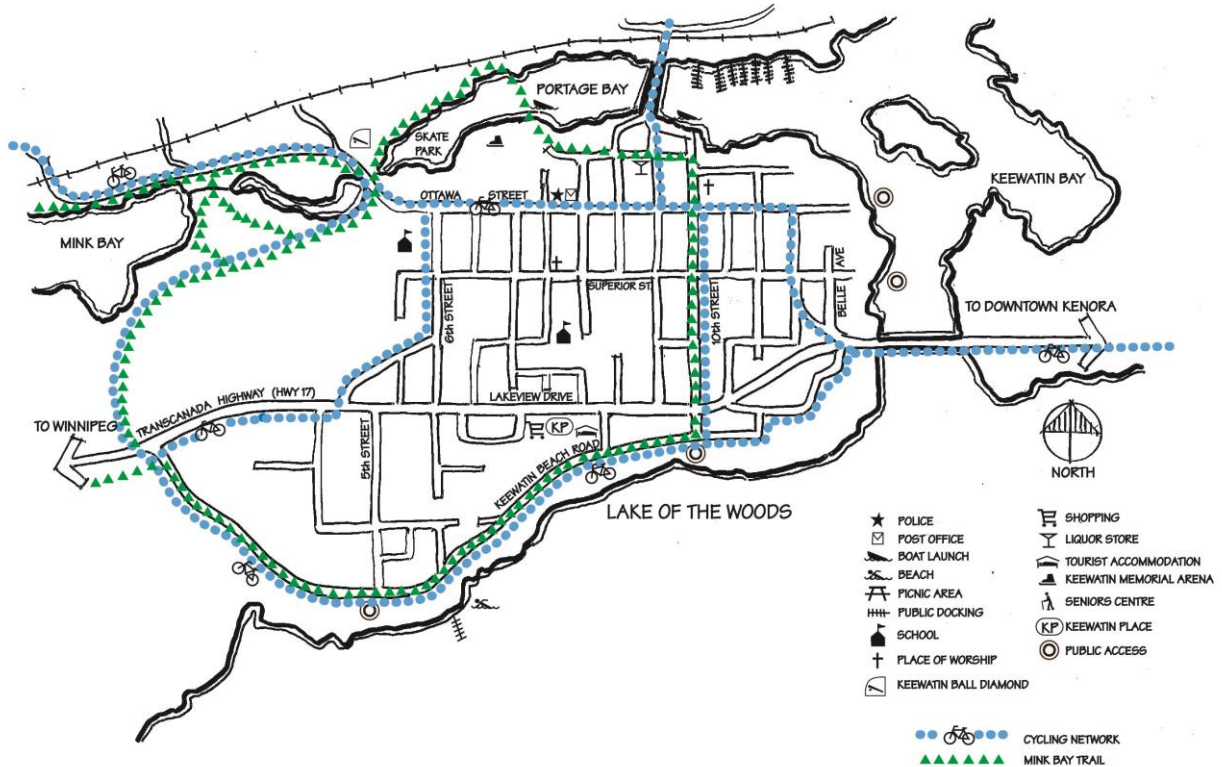 PORTAGE BAY
SKATE
PARK
KEEWATIN BAY
OTTAWA
STREET
MINK BAY
BELLE AVE
SUPERIOR ST.
6th STREET
10th STREET
TO DOWNTOWN KENORA
LAKEVIEW DRIVE
TRANSCANADA HIGHWAY (HWY 17)
TO WINNIPEG
KP
5th STREET
KEEWATIN BEACH ROAD
NORTH
LAKE OF THE WOODS
POLICE
POST OFFICE
BOAT LAUNCH
BEACH
PICNIC AREA
PUBLIC DOCKING
SCHOOL
PLACE OF WORSHIP
KEEWATIN BALL DIAMOND
SHOPPING
LIQUOR STORE
TOURIST ACCOMMODATION
KEEWATIN MEMORIAL ARENA
SENIORS CENTRE
KP KEEWATIN PLACE
PUBLIC ACCESS
CYCLING NETWORK
MINK BAY TRAIL